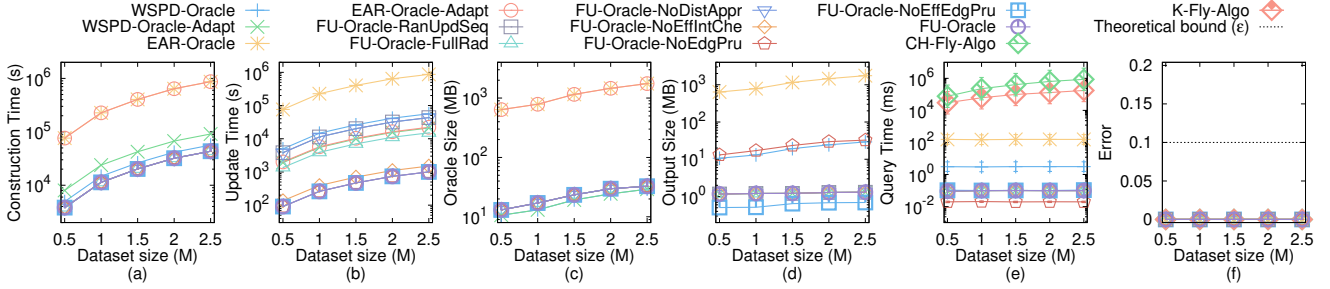 WSPD-Oracle
WSPD-Oracle-Adapt
EAR-Oracle
EAR-Oracle-Adapt
FU-Oracle-RanUpdSeq
FU-Oracle-FullRad
FU-Oracle-NoDistAppr
FU-Oracle-NoEffIntChe
FU-Oracle-NoEdgPru
FU-Oracle-NoEffEdgPru
FU-Oracle
CH-Fly-Algo
K-Fly-Algo
Theoretical bound (ε)
Construction Time (s)
10^6
10^5
10^4
0.5 1 1.5 2 2.5
Dataset size (M)
(a)
Update Time (s)
10^6
10^5
10^4
10^3
10^2
0.5 1 1.5 2 2.5
Dataset size (M)
(b)
Oracle Size (MB)
10^3
10^2
10^1
0.5 1 1.5 2 2.5
Dataset size (M)
(c)
Output Size (MB)
10^3
10^2
10^1
10^0
0.5 1 1.5 2 2.5
Dataset size (M)
(d)
Query Time (ms)
10^6
10^4
10^2
10^0
10^-2
0.5 1 1.5 2 2.5
Dataset size (M)
(e)
Error
0.2
0.15
0.1
0.05
0
0.5 1 1.5 2 2.5
Dataset size (M)
(f)